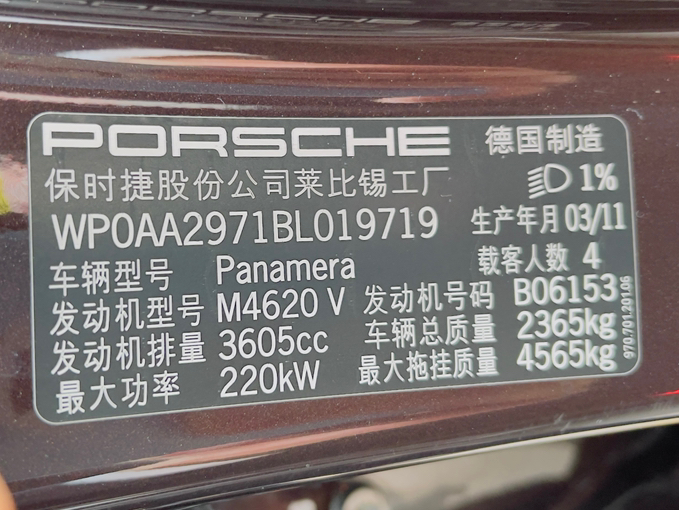 PORSCHE 德国制造
保时捷股份公司莱比锡工厂 1%
WP0AA2971BL019719 生产年月 03/11
车辆型号 Panamera 载客人数 4
发动机型号 M4620 V 发动机号码 B06153
发动机排量 3605cc 车辆总质量 2365kg
最大功率 220kW 最大拖挂质量 4565kg
970.701.201.06